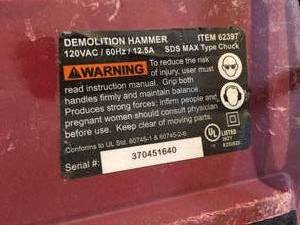 DEMOLITION HAMMER ITEM 62397
120VAC / 60Hz / 12.5A SDS MAX Type Chuck
WARNING To reduce the risk
of injury, user must
read instruction manual. Grip both
handles firmly and maintain balance.
Produces strong forces; infirm people and
pregnant women should consult physician
before use. Keep clear of moving parts.
Conforms to UL Std. 60745-1 & 60745-2-6
UL LISTED
Serial #: 370451640